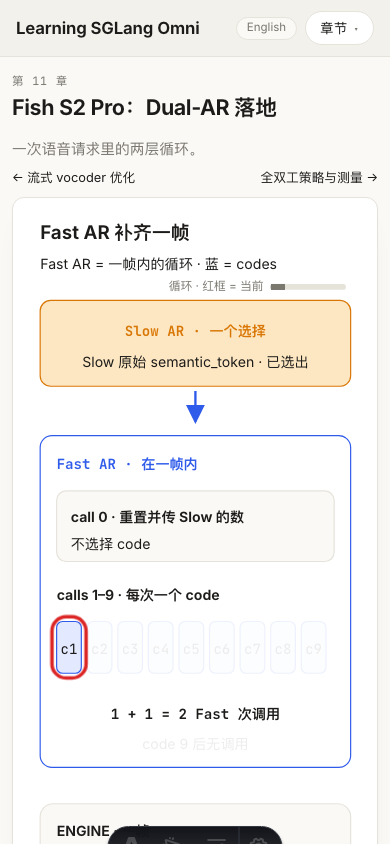 Learning SGLang Omni
English
章节
第 11 章
Fish S2 Pro：Dual-AR 落地
一次语音请求里的两层循环。
← 流式 vocoder 优化
全双工策略与测量 →
Fast AR 补齐一帧
Fast AR = 一帧内的循环 · 蓝 = codes
循环 · 红框 = 当前
Slow AR · 一个选择
Slow 原始 semantic_token · 已选出
Fast AR · 在一帧内
call 0 · 重置并传 Slow 的数
不选择 code
calls 1–9 · 每次一个 code
c1 c2 c3 c4 c5 c6 c7 c8 c9
1 + 1 = 2 Fast 次调用
code 9 后无调用
ENGINE